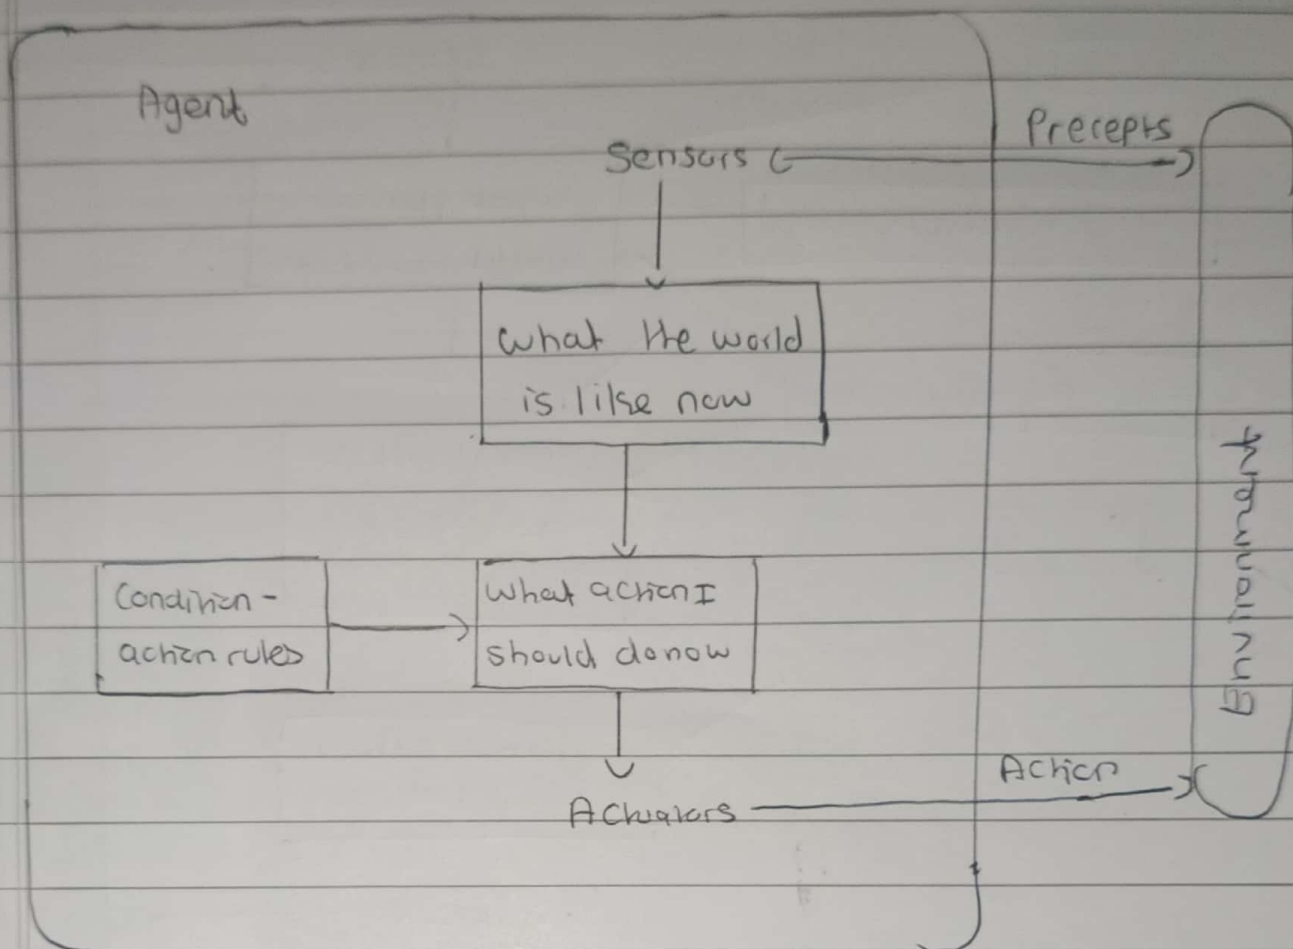 Agent
Precepts
Sensors
What the world
is like now
Condition-
action rules
What action I
should do now
Environment
Action
Actuators